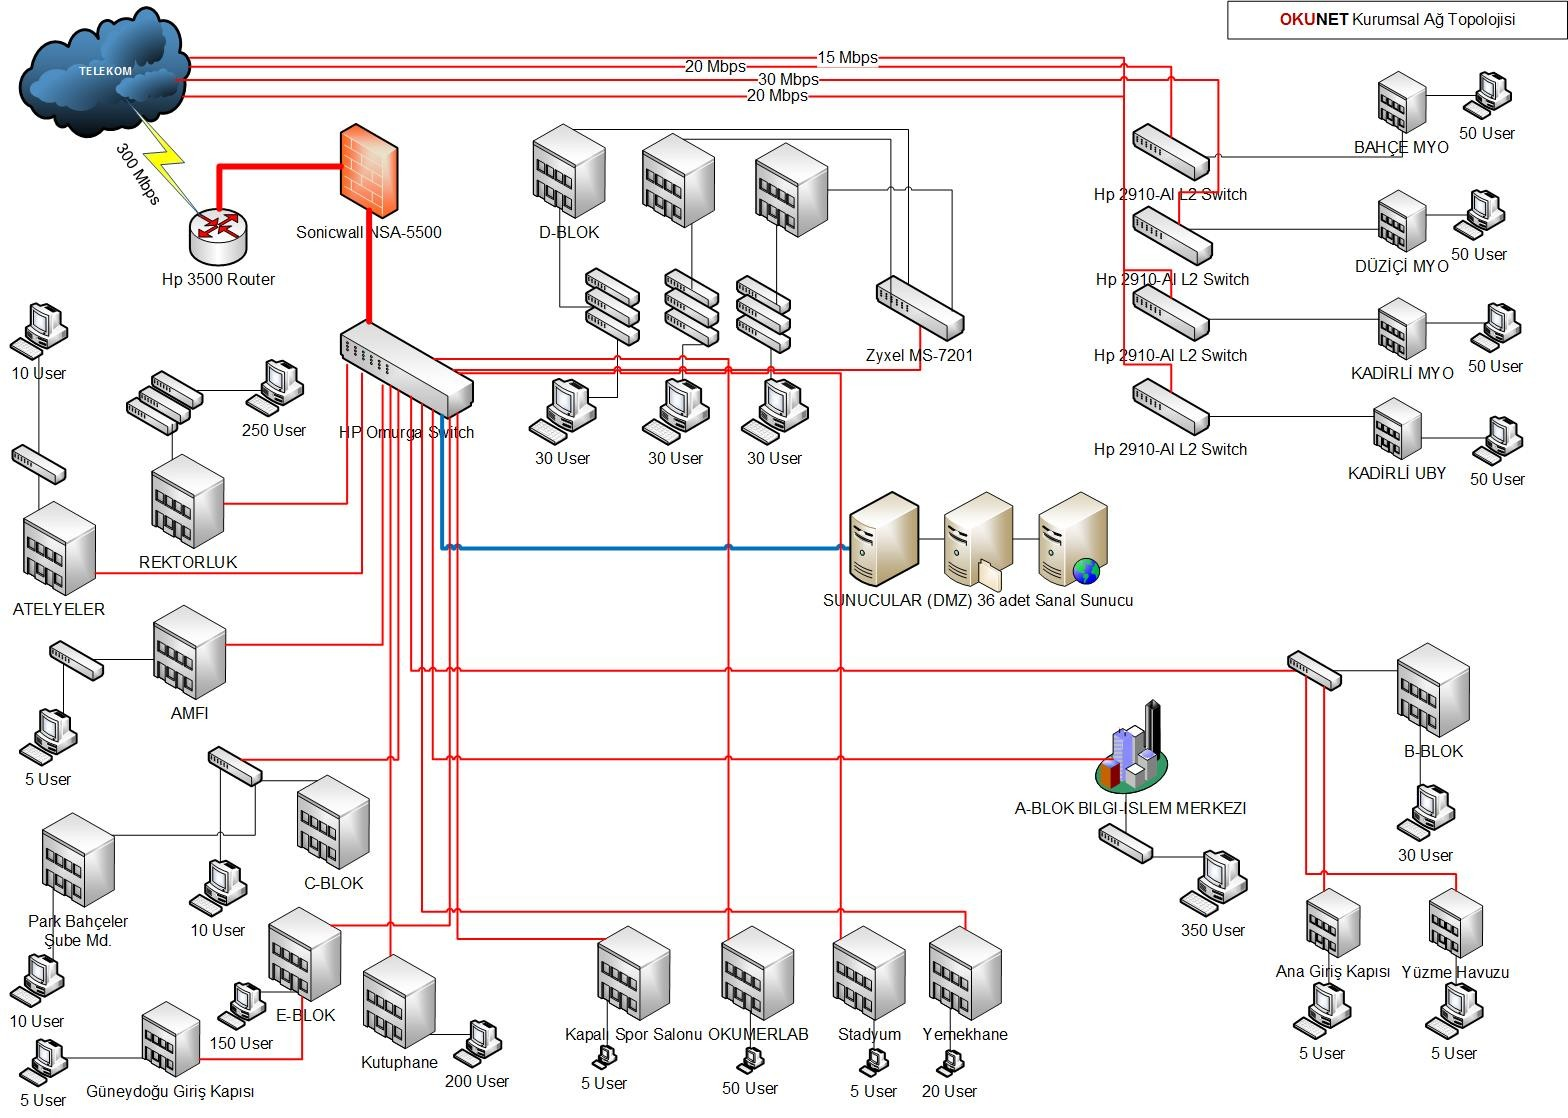 OKUNET Kurumsal Ağ Topolojisi
TELEKOM
15 Mbps
20 Mbps
30 Mbps
20 Mbps
300 Mbps
Hp 3500 Router
Sonicwall NSA-5500
HP Omurga Switch
D-BLOK
Zyxel MS-7201
30 User
30 User
30 User
Hp 2910-Al L2 Switch
BAHÇE MYO
50 User
Hp 2910-Al L2 Switch
DÜZİÇİ MYO
50 User
Hp 2910-Al L2 Switch
KADİRLİ MYO
50 User
Hp 2910-Al L2 Switch
KADİRLİ UBY
50 User
10 User
250 User
REKTORLUK
ATELYELER
SUNUCULAR (DMZ) 36 adet Sanal Sunucu
AMFI
5 User
B-BLOK
30 User
A-BLOK BILGI-ISLEM MERKEZI
350 User
C-BLOK
10 User
Park Bahçeler
Şube Md.
10 User
E-BLOK
150 User
Güneydoğu Giriş Kapısı
5 User
Kutuphane
200 User
Kapalı Spor Salonu
5 User
OKUMERLAB
50 User
Stadyum
5 User
Yemekhane
20 User
Ana Giriş Kapısı
5 User
Yüzme Havuzu
5 User